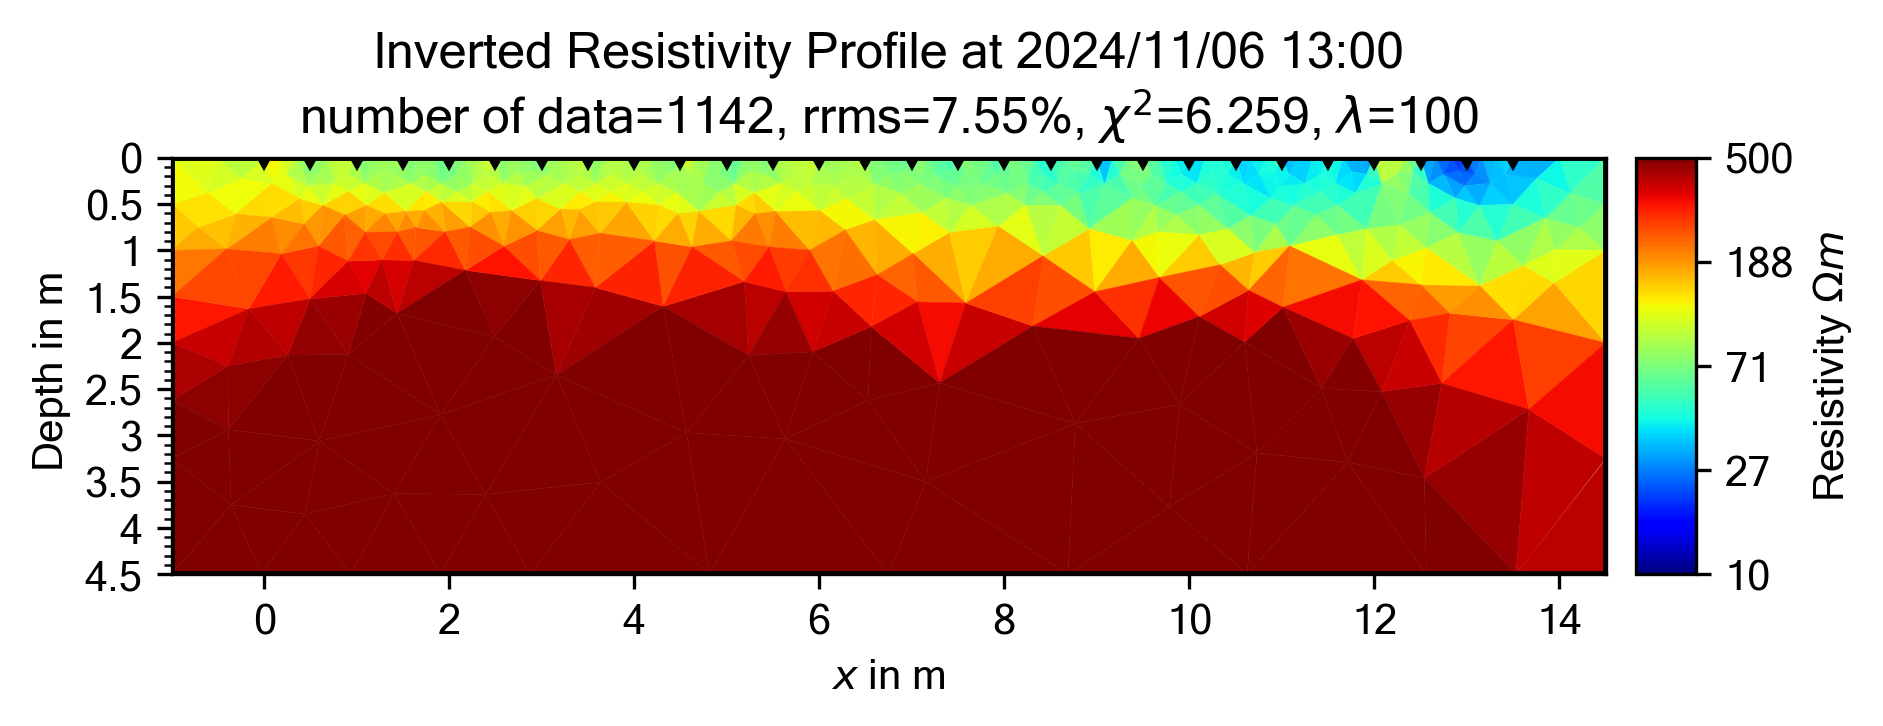 Inverted Resistivity Profile at 2024/11/06 13:00
number of data=1142, rrms=7.55%, χ²=6.259, λ=100
0
0.5
1
1.5
2
2.5
3
3.5
4
4.5
Depth in m
0 2 4 6 8 10 12 14
x in m
500
188
71
27
10
Resistivity Ωm